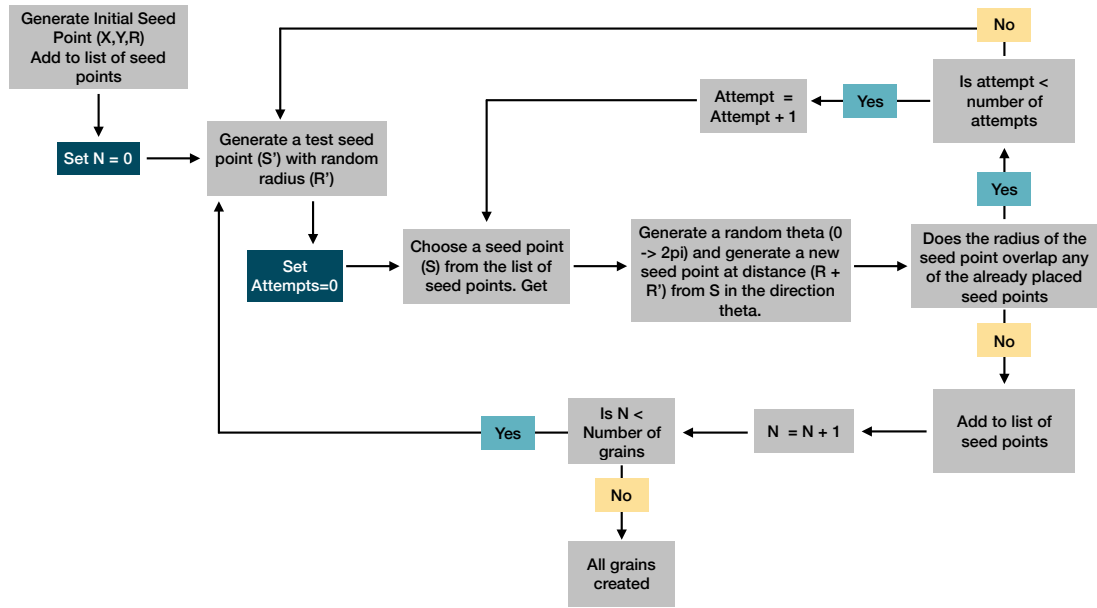 Generate Initial Seed
Point (X,Y,R)
Add to list of seed
points
Set N = 0
Generate a test seed
point (S’) with random
radius (R’)
Set
Attempts=0
Choose a seed point
(S) from the list of
seed points. Get
Generate a random theta (0
-> 2pi) and generate a new
seed point at distance (R +
R’) from S in the direction
theta.
Does the radius of the
seed point overlap any
of the already placed
seed points
Yes
Is attempt <
number of
attempts
No
Yes
Attempt =
Attempt + 1
No
Add to list of
seed points
N = N + 1
Is N <
Number of
grains
Yes
No
All grains
created